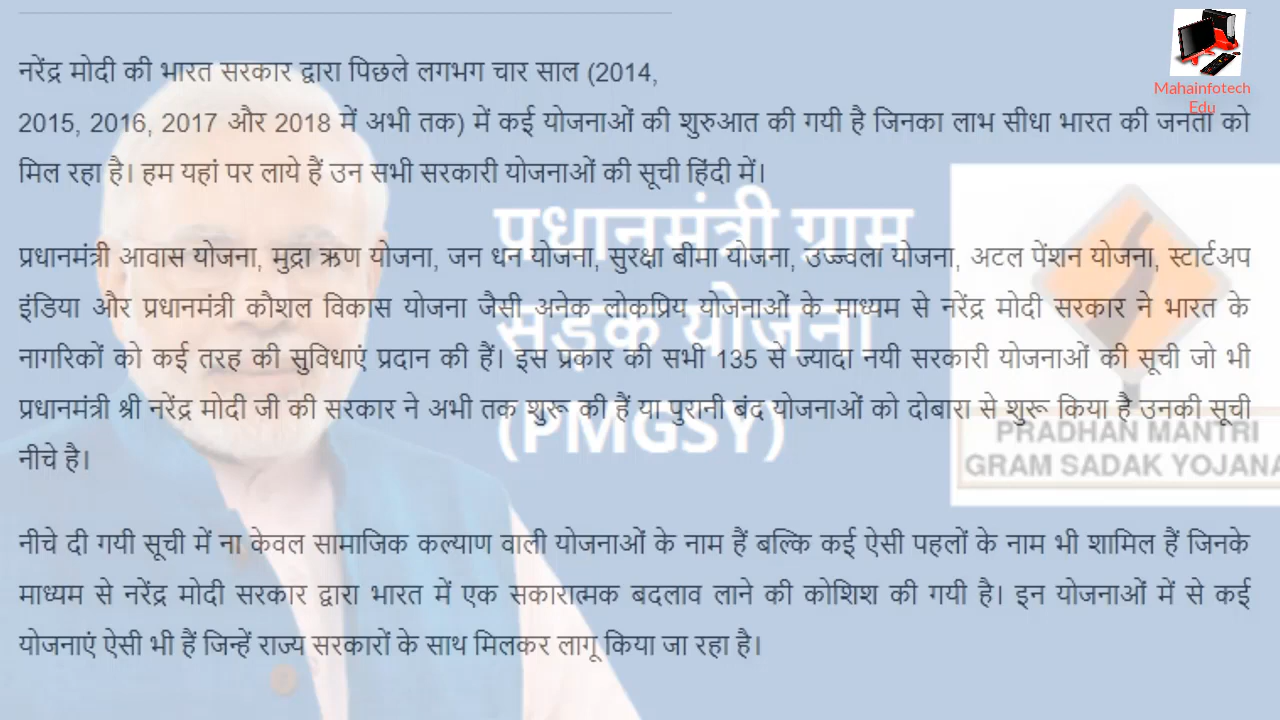 Mahainfotech
Edu
नरेंद्र मोदी की भारत सरकार द्वारा पिछले लगभग चार साल (2014,
2015, 2016, 2017 और 2018 में अभी तक) में कई योजनाओं की शुरुआत की गयी है जिनका लाभ सीधा भारत की जनता को
मिल रहा है। हम यहां पर लाये हैं उन सभी सरकारी योजनाओं की सूची हिंदी में।
प्रधानमंत्री आवास योजना, मुद्रा ऋण योजना, जन धन योजना, सुरक्षा बीमा योजना, उज्ज्वला योजना, अटल पेंशन योजना, स्टार्टअप
इंडिया और प्रधानमंत्री कौशल विकास योजना जैसी अनेक लोकप्रिय योजनाओं के माध्यम से नरेंद्र मोदी सरकार ने भारत के
नागरिकों को कई तरह की सुविधाएं प्रदान की हैं। इस प्रकार की सभी 135 से ज्यादा नयी सरकारी योजनाओं की सूची जो भी
प्रधानमंत्री श्री नरेंद्र मोदी जी की सरकार ने अभी तक शुरू की हैं या पुरानी बंद योजनाओं को दोबारा से शुरू किया है उनकी सूची
नीचे है।
नीचे दी गयी सूची में ना केवल सामाजिक कल्याण वाली योजनाओं के नाम हैं बल्कि कई ऐसी पहलों के नाम भी शामिल हैं जिनके
माध्यम से नरेंद्र मोदी सरकार द्वारा भारत में एक सकारात्मक बदलाव लाने की कोशिश की गयी है। इन योजनाओं में से कई
योजनाएं ऐसी भी हैं जिन्हें राज्य सरकारों के साथ मिलकर लागू किया जा रहा है।
प्रधानमंत्री ग्राम
सड़क योजना
(PMGSY)
PRADHAN MANTRI
GRAM SADAK YOJANA